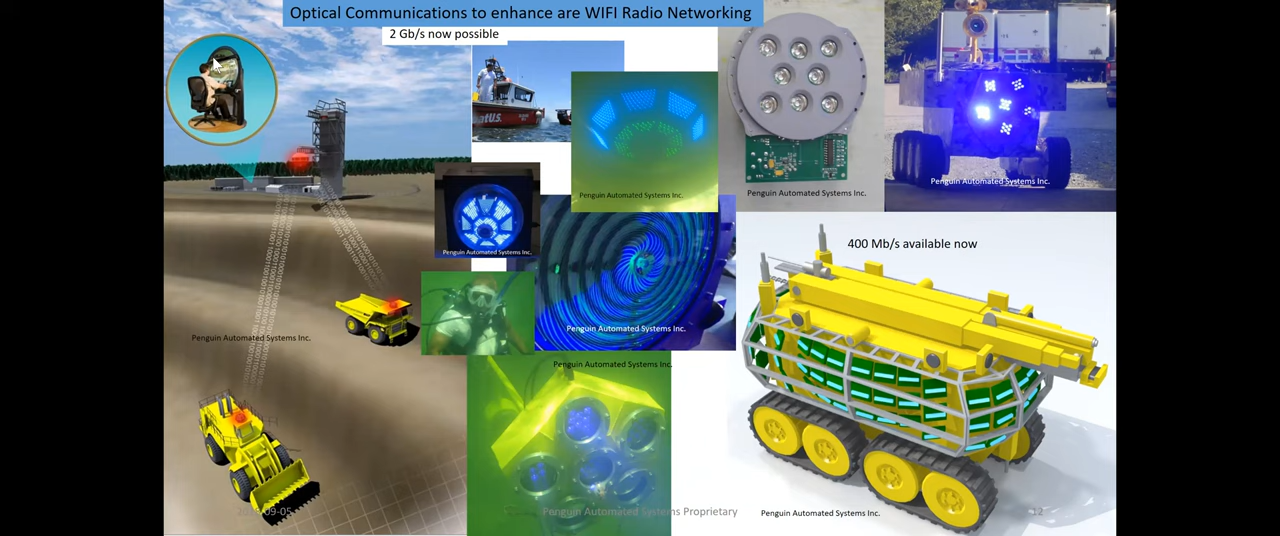 Optical Communications to enhance are WIFI Radio Networking
2 Gb/s now possible
atU.S.
Penguin Automated Systems Inc.
Penguin Automated Systems Inc.
Penguin Automated Systems Inc.
Penguin Automated Systems Inc.
400 Mb/s available now
Penguin Automated Systems Inc.
Penguin Automated Systems Inc.
Penguin Automated Systems Inc.
Penguin Automated Systems Proprietary
Penguin Automated Systems Inc.
12